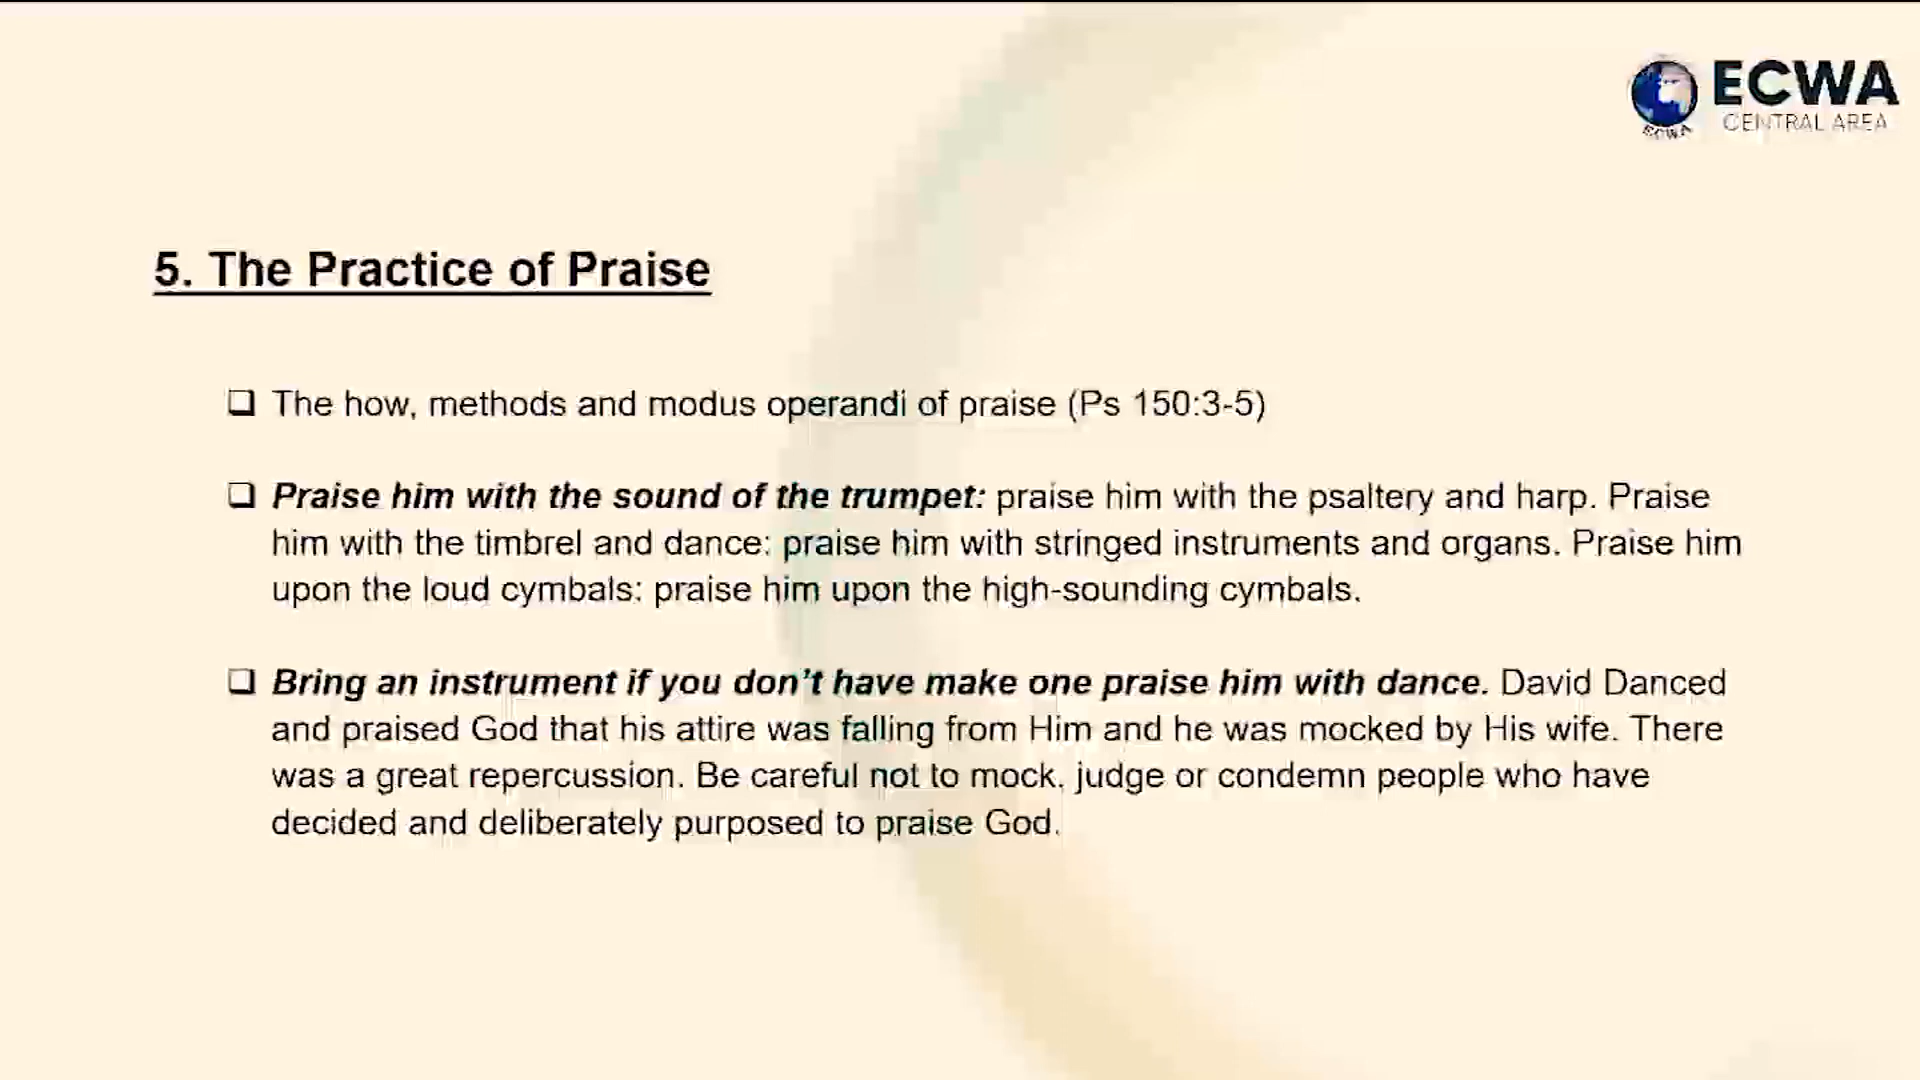 ECWA
CENTRAL AREA
ECWA
5. The Practice of Praise
The how, methods and modus operandi of praise (Ps 150:3-5)
Praise him with the sound of the trumpet: praise him with the psaltery and harp. Praise
him with the timbrel and dance: praise him with stringed instruments and organs. Praise him
upon the loud cymbals: praise him upon the high-sounding cymbals.
Bring an instrument if you don't have make one praise him with dance. David Danced
and praised God that his attire was falling from Him and he was mocked by His wife. There
was a great repercussion. Be careful not to mock, judge or condemn people who have
decided and deliberately purposed to praise God.